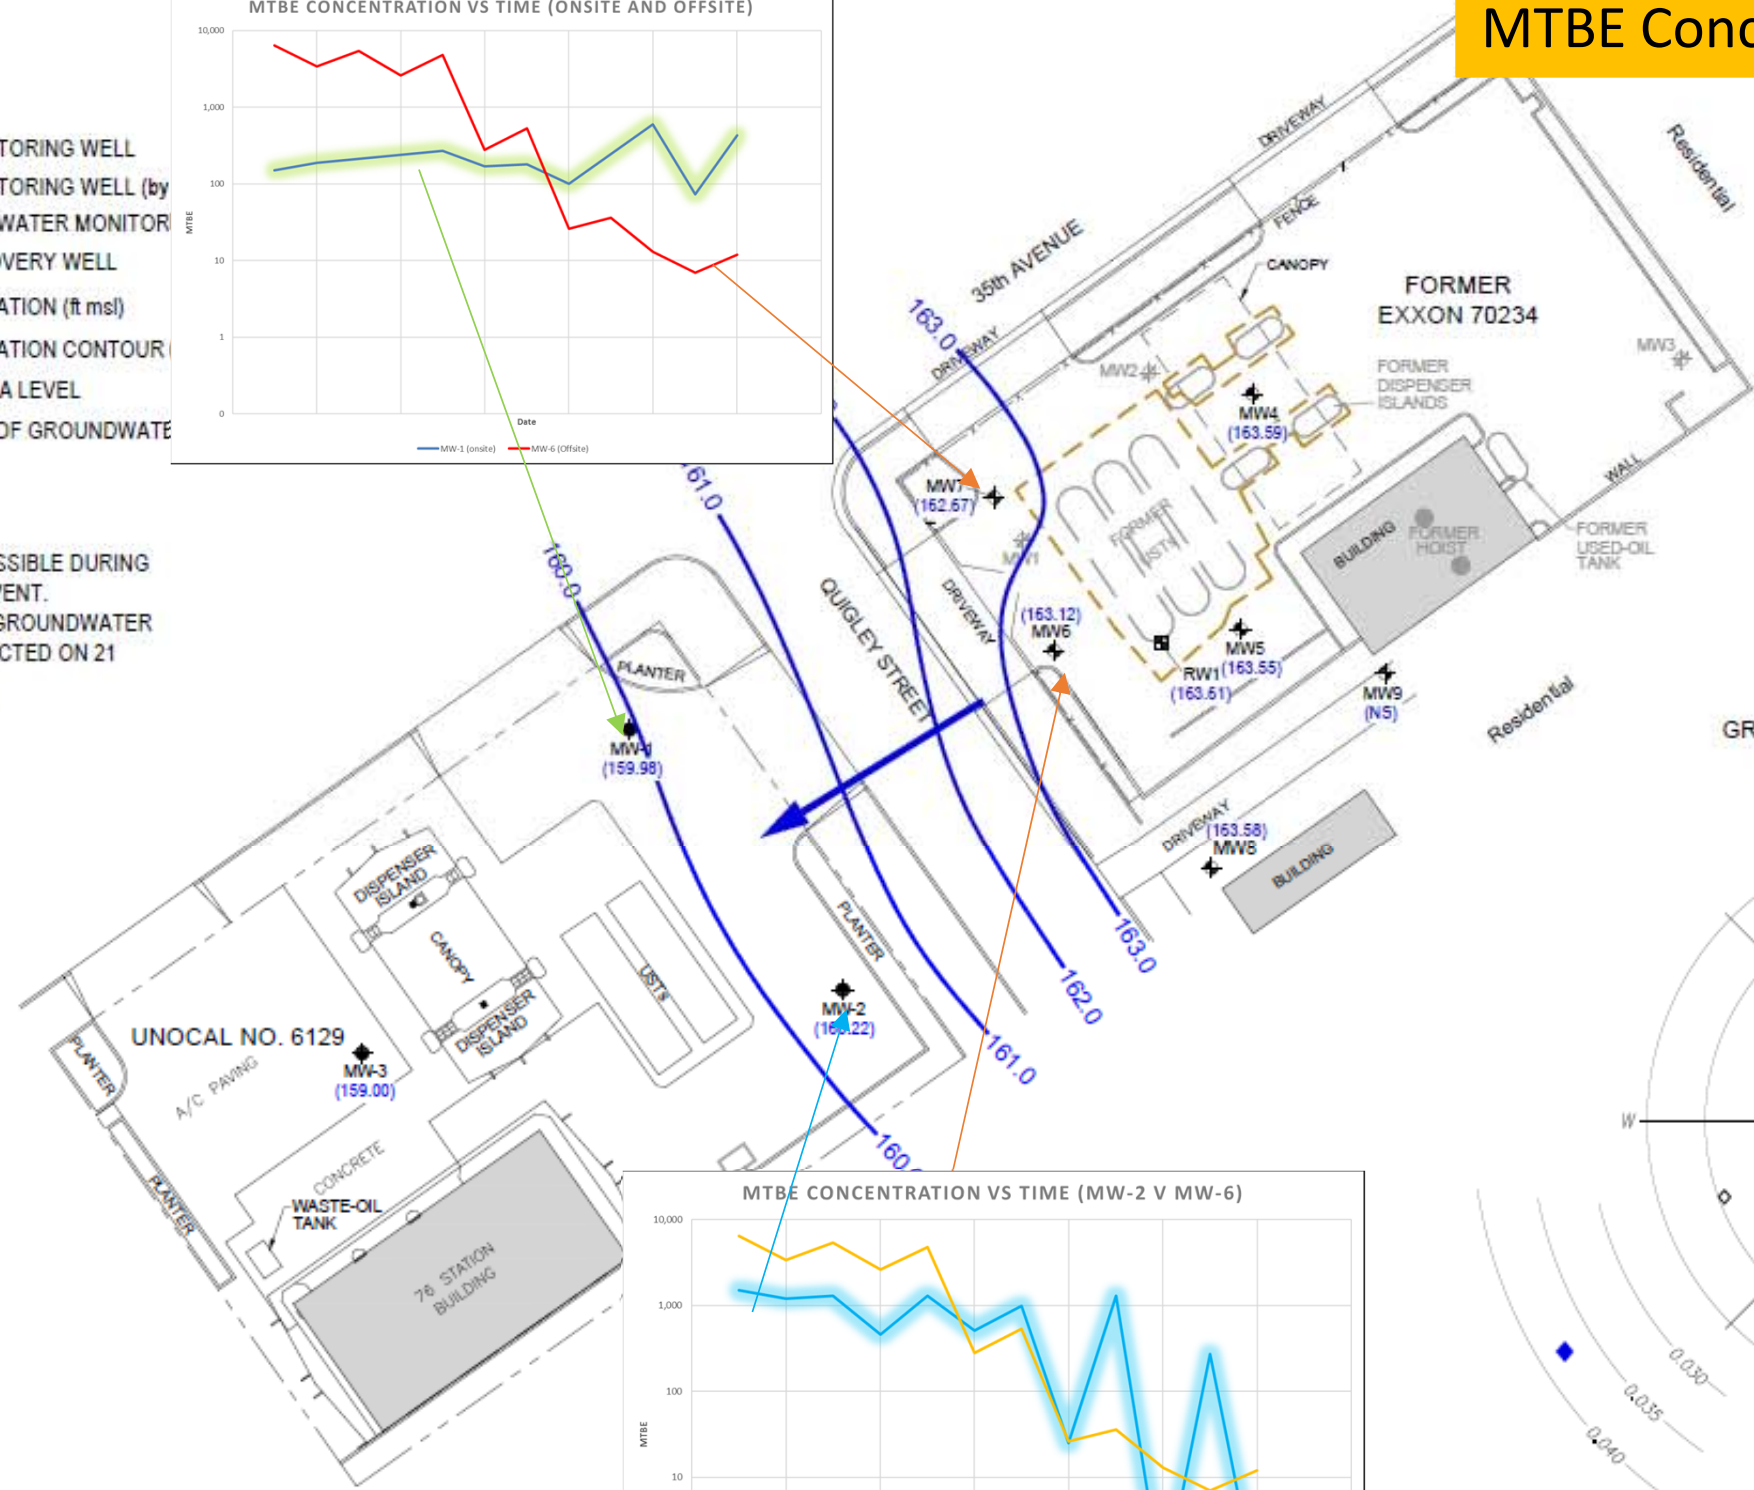 MTBE CONCENTRATION VS TIME (ONSITE AND OFFSITE)
10,000
1,000
100
10
1
0
MTBE
Date
MW-1 (onsite)
MW-6 (Offsite)
MTBE Conc
TORING WELL
TORING WELL (by
WATER MONITOR
OVERY WELL
ATION (ft msl)
ATION CONTOUR (
A LEVEL
OF GROUNDWATE
SSIBLE DURING
VENT.
GROUNDWATER
CTED ON 21
35th AVENUE
DRIVEWAY
FENCE
DRIVEWAY
CANOPY
Residential
FORMER
EXXON 70234
MW3
MW2
FORMER
DISPENSER
ISLANDS
MW4
(163.59)
WALL
163.0
61.0
160.0
MW7
(162.67)
MW1
FORMER
USTs
BUILDING
FORMER
HOIST
FORMER
USED-OIL
TANK
QUIGLEY STREET
DRIVEWAY
(163.12)
MW6
MW5
(163.55)
RW1
(163.61)
MW9
(NS)
Residential
GR
PLANTER
MW-1
(159.98)
DRIVEWAY
(163.58)
MW8
BUILDING
DISPENSER
ISLAND
CANOPY
DISPENSER
ISLAND
USTs
PLANTER
163.0
162.0
161.0
160.0
MW-2
UNOCAL NO. 6129
MW-3
(159.00)
A/C PAVING
PLANTER
PLANTER
CONCRETE
WASTE-OIL
TANK
76 STATION
BUILDING
W
0.030
0.035
0.040
MTBE CONCENTRATION VS TIME (MW-2 V MW-6)
10,000
1,000
100
10
MTBE